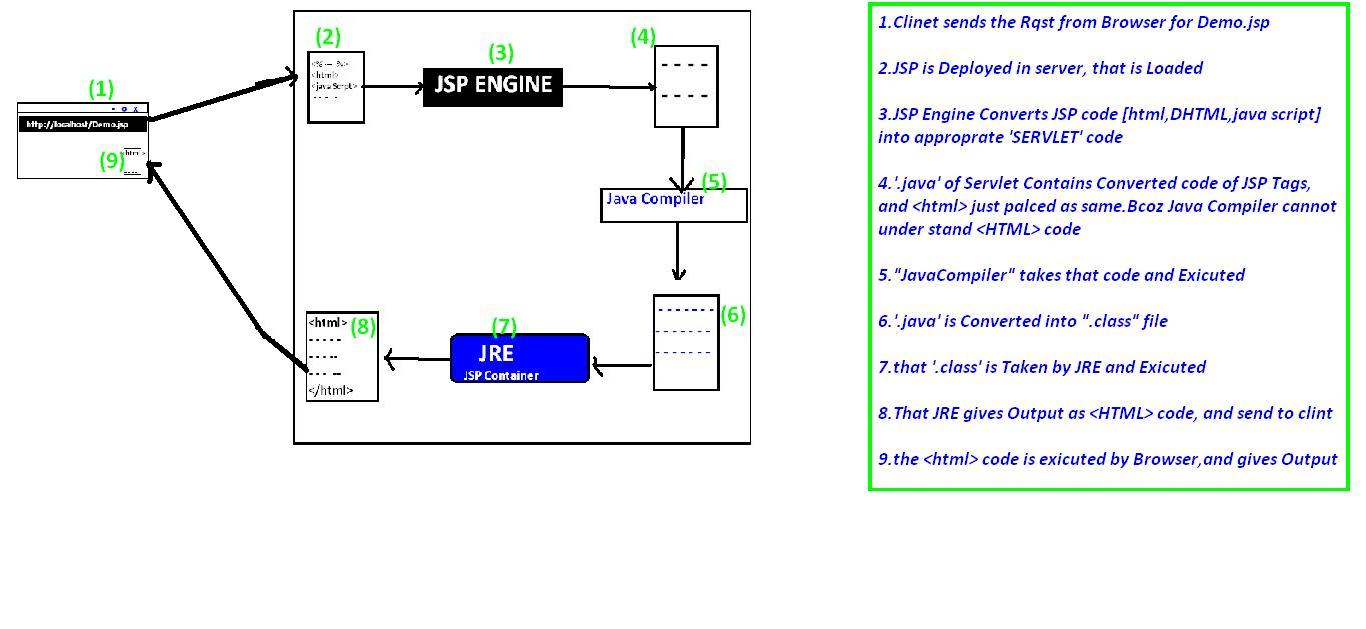 (1)
- o x
http://localhost/Demo.jsp
(9)
<html>
(2)
<% -- %>
<html>
<java Script>
(3)
JSP ENGINE
(4)
(5)
Java Compiler
(6)
(7)
JRE
JSP Container
<html> (8)
</html>
1.Clinet sends the Rqst from Browser for Demo.jsp
2.JSP is Deployed in server, that is Loaded
3.JSP Engine Converts JSP code [html,DHTML,java script]
into approprate 'SERVLET' code
4.'.java' of Servlet Contains Converted code of JSP Tags,
and <html> just palced as same.Bcoz Java Compiler cannot
under stand <HTML> code
5."JavaCompiler" takes that code and Exicuted
6.'.java' is Converted into ".class" file
7.that '.class' is Taken by JRE and Exicuted
8.That JRE gives Output as <HTML> code, and send to clint
9.the <html> code is exicuted by Browser,and gives Output